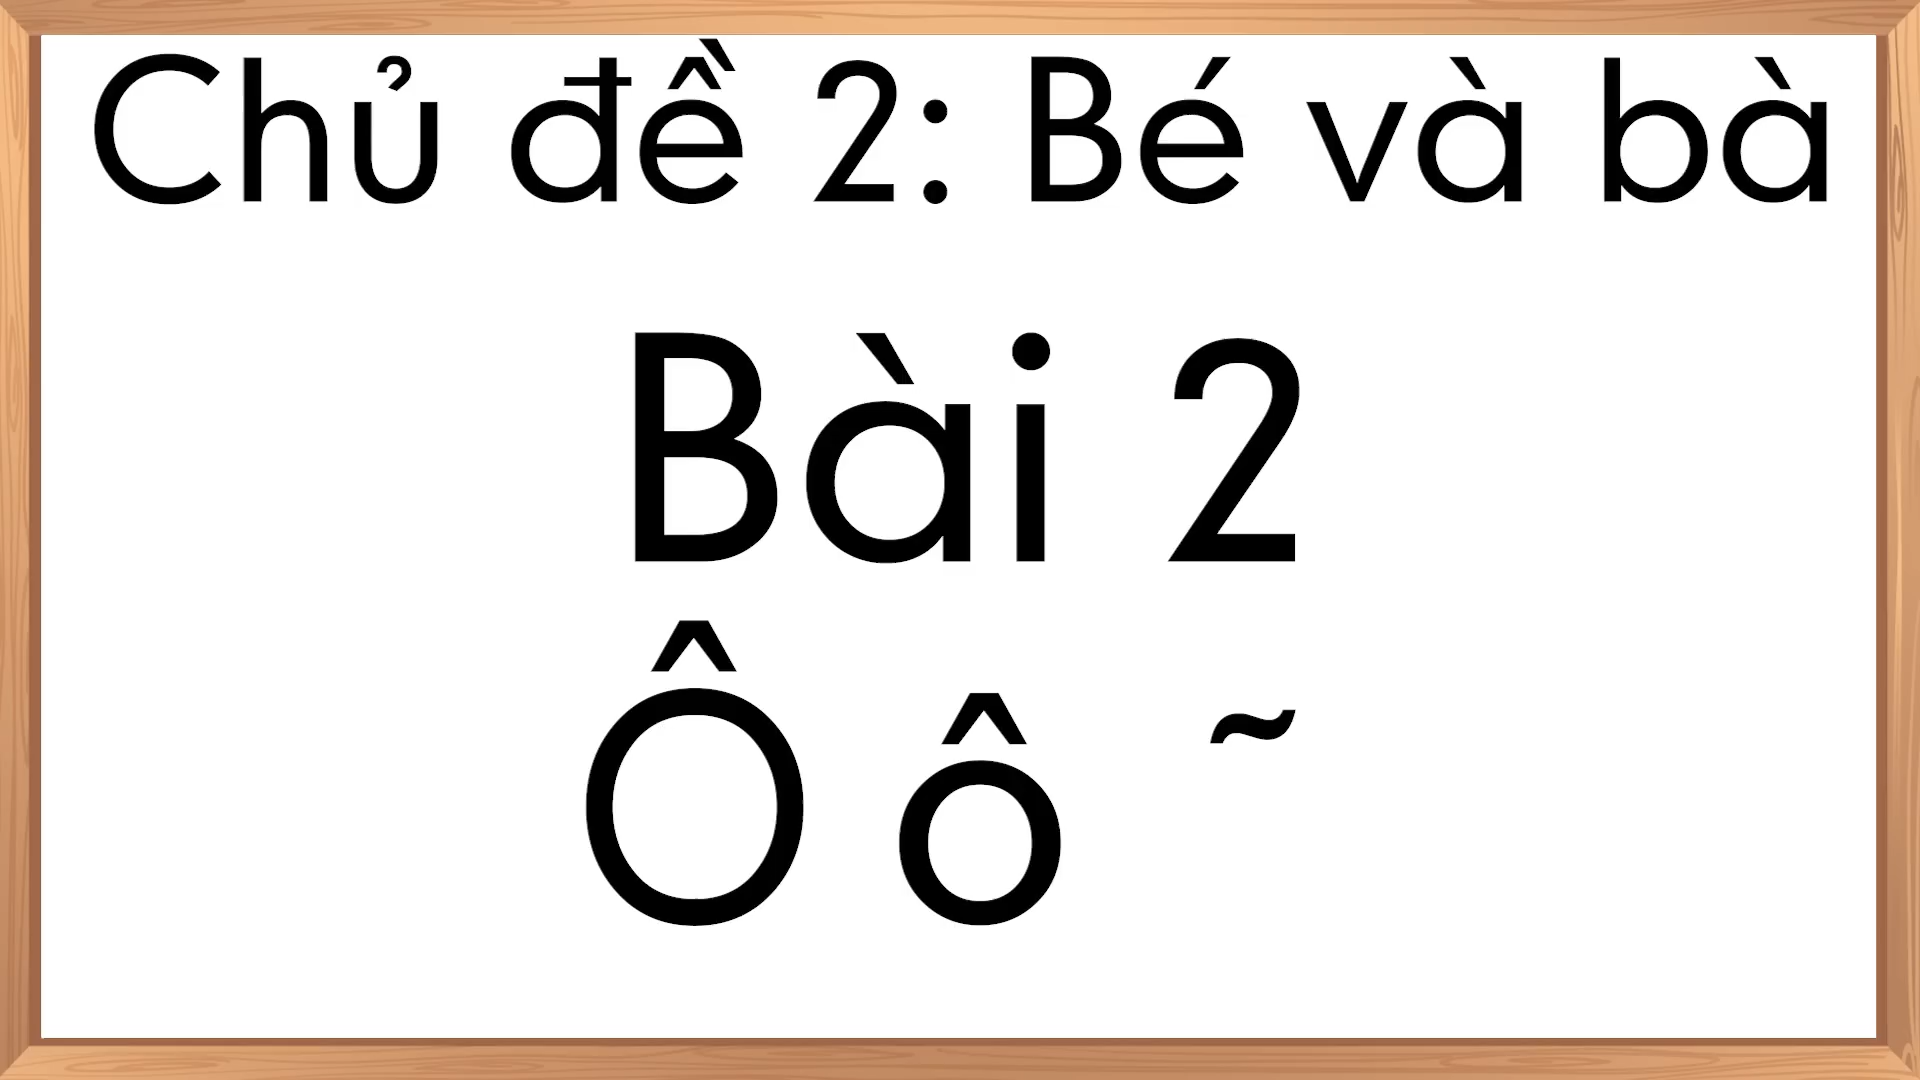 Chủ đề 2: Bé và bà
Bài 2
Ô ô ~